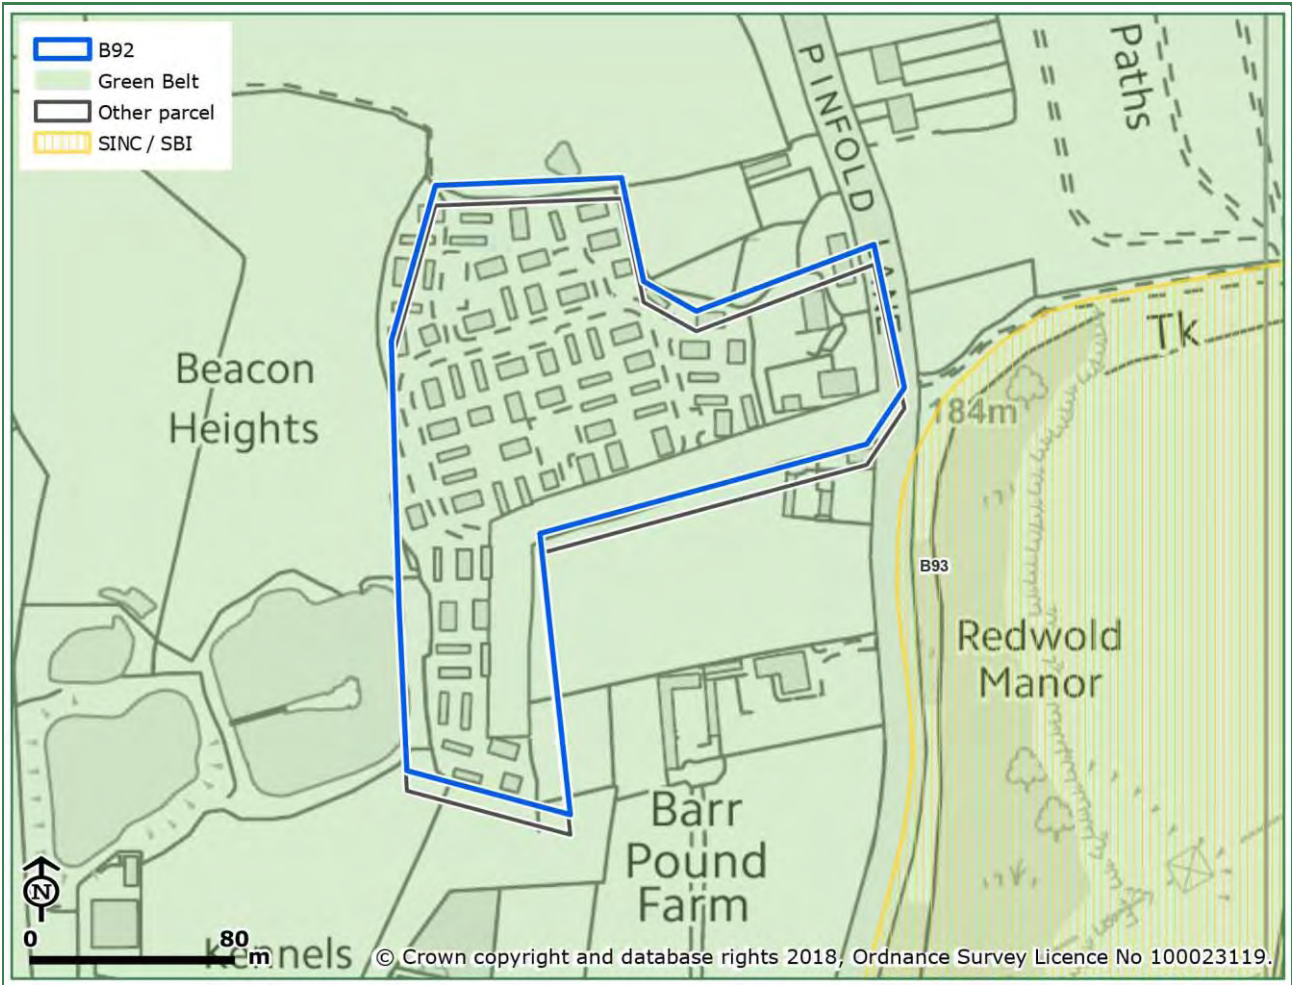 B92
Green Belt
Other parcel
SINC / SBI
PINFOLD
LANE
Paths
Tk
Beacon
Heights
184m
B93
Redwold
Manor
Barr
Pound
Farm
N
0 80
m
Kennels
© Crown copyright and database rights 2018, Ordnance Survey Licence No 100023119.